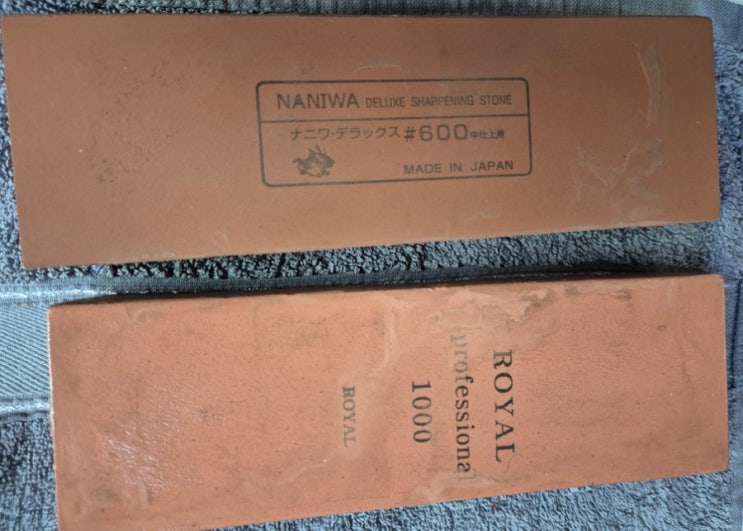 NANIWA DELUXE SHARPENING STONE
ナニワ・デラックス #600 中仕上用
MADE IN JAPAN
ROYAL
professional
1000
ROYAL